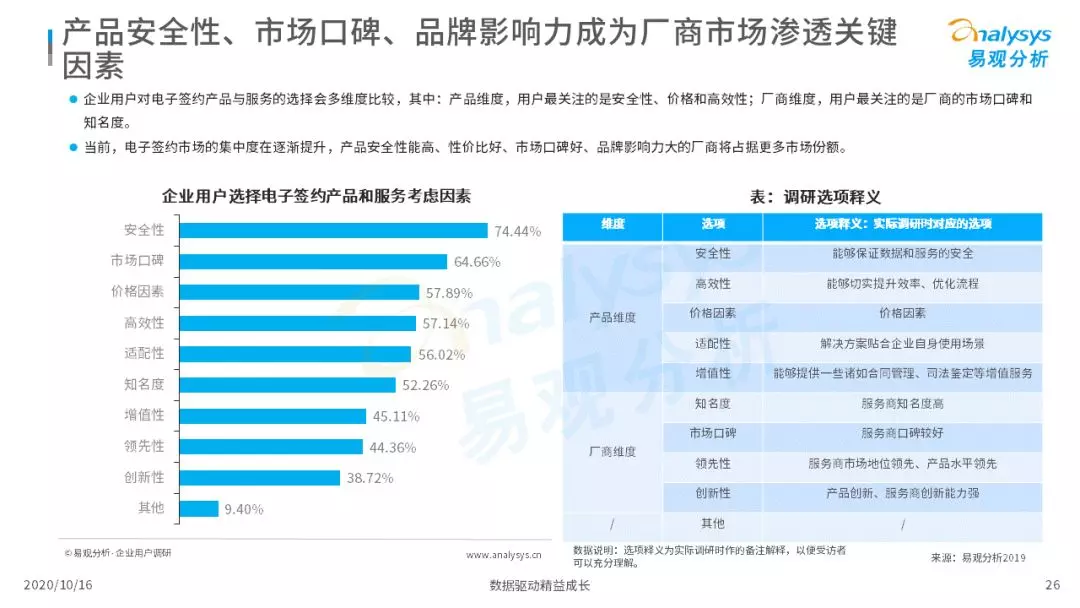 产品安全性、市场口碑、品牌影响力成为厂商市场渗透关键
因素
analysys
易观分析
企业用户对电子签约产品与服务的选择会多维度比较，其中：产品维度，用户最关注的是安全性、价格和高效性；厂商维度，用户最关注的是厂商的市场口碑和
知名度。
当前，电子签约市场的集中度在逐渐提升，产品安全性能高、性价比好、市场口碑好、品牌影响力大的厂商将占据更多市场份额。
企业用户选择电子签约产品和服务考虑因素
安全性 74.44%
市场口碑 64.66%
价格因素 57.89%
高效性 57.14%
适配性 56.02%
知名度 52.26%
增值性 45.11%
领先性 44.36%
创新性 38.72%
其他 9.40%
©易观分析·企业用户调研
www.analysys.cn
表：调研选项释义
维度 选项 选项释义：实际调研时对应的选项
产品维度
安全性 能够保证数据和服务的安全
高效性 能够切实提升效率、优化流程
价格因素 价格因素
适配性 解决方案贴合企业自身使用场景
增值性 能够提供一些诸如合同管理、司法鉴定等增值服务
厂商维度
知名度 服务商知名度高
市场口碑 服务商口碑较好
领先性 服务商市场地位领先、产品水平领先
创新性 产品创新、服务商创新能力强
/ 其他 /
数据说明：选项释义为实际调研时作的备注解释，以便受访者
可以充分理解。
来源：易观分析2019
analysys
易观分析
2020/10/16
数据驱动精益成长
26